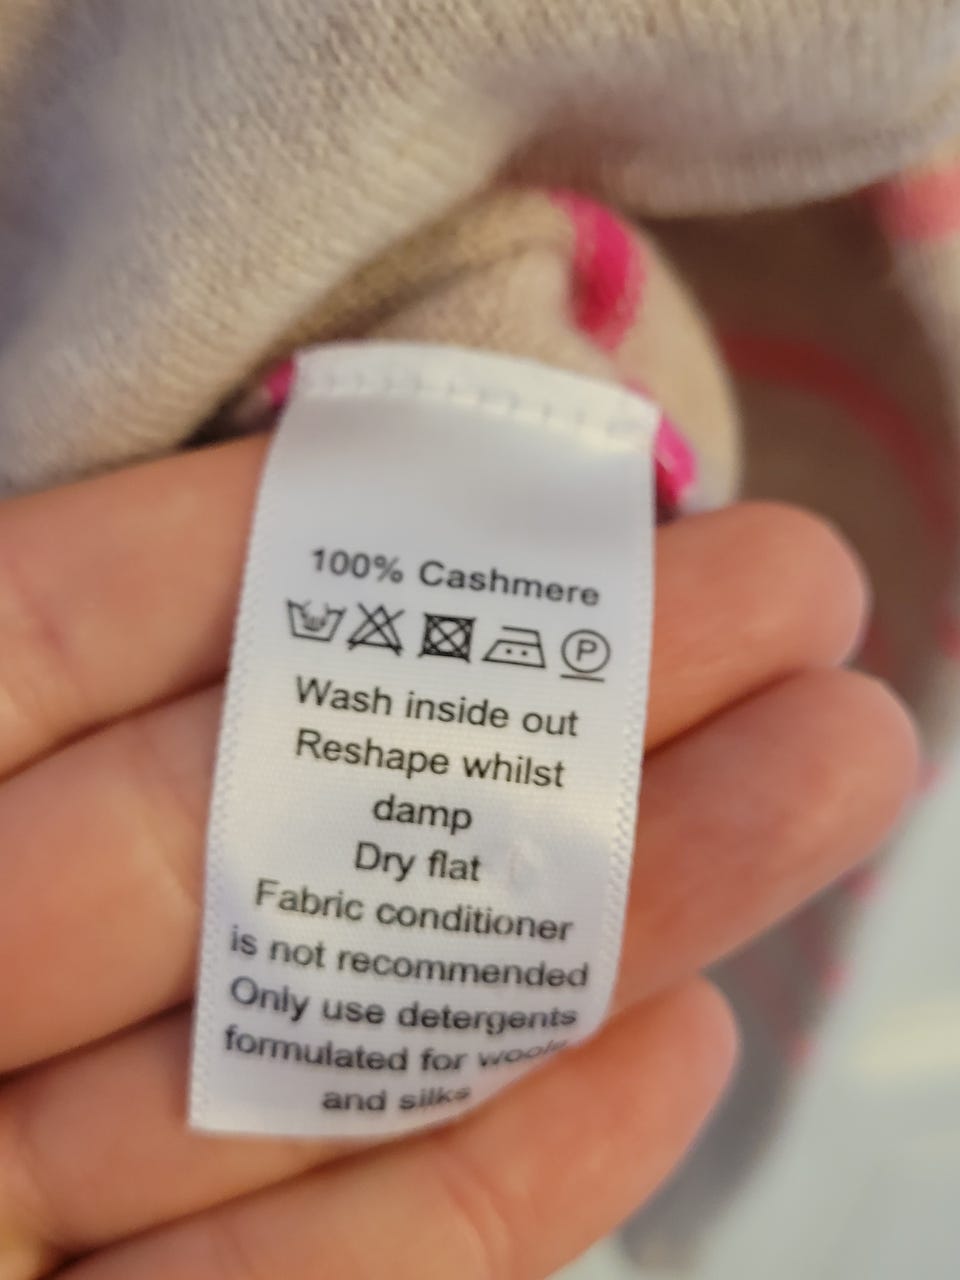 100% Cashmere
P
Wash inside out
Reshape whilst
damp
Dry flat
Fabric conditioner
is not recommended
Only use detergents
formulated for wools
and silks